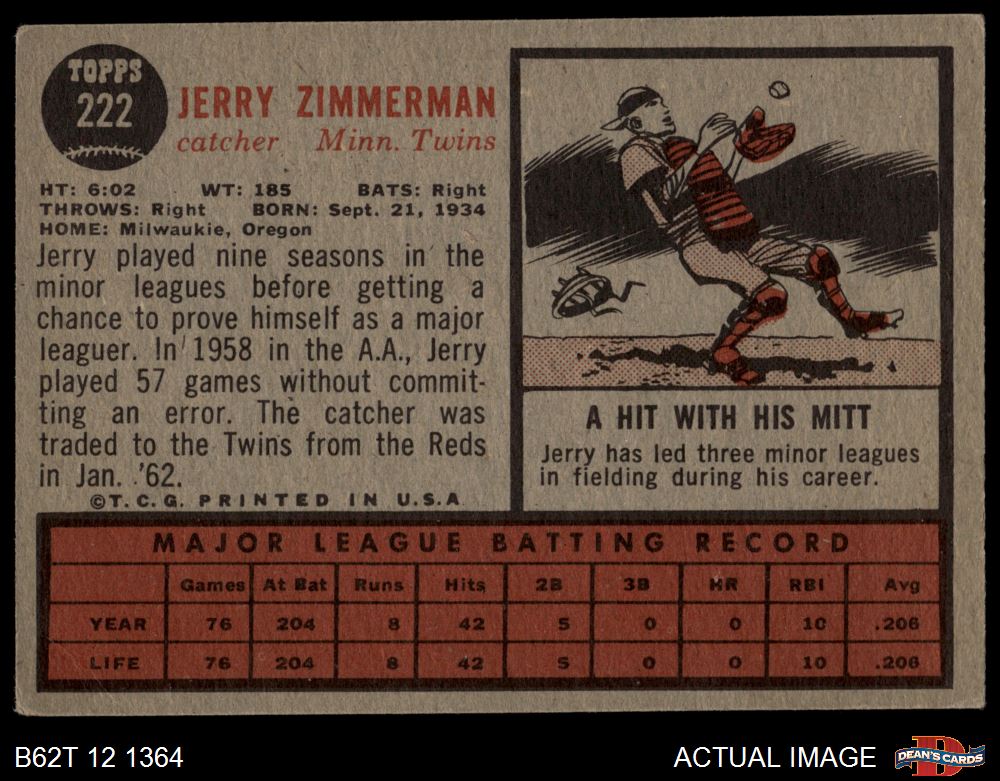 TOPPS
222
JERRY ZIMMERMAN
catcher Minn. Twins
HT: 6:02 WT: 185 BATS: Right
THROWS: Right BORN: Sept. 21, 1934
HOME: Milwaukie, Oregon
Jerry played nine seasons in the
minor leagues before getting a
chance to prove himself as a major
leaguer. In 1958 in the A.A., Jerry
played 57 games without commit-
ting an error. The catcher was
traded to the Twins from the Reds
in Jan. '62.
©T.C.G. PRINTED IN U.S.A
A HIT WITH HIS MITT
Jerry has led three minor leagues
in fielding during his career.
MAJOR LEAGUE BATTING RECORD
Games At Bat Runs Hits 2B 3B HR RBI Avg
YEAR 76 204 8 42 5 0 0 10 .206
LIFE 76 204 8 42 5 0 0 10 .206
B62T 12 1364
ACTUAL IMAGE
D
DEAN'S CARDS